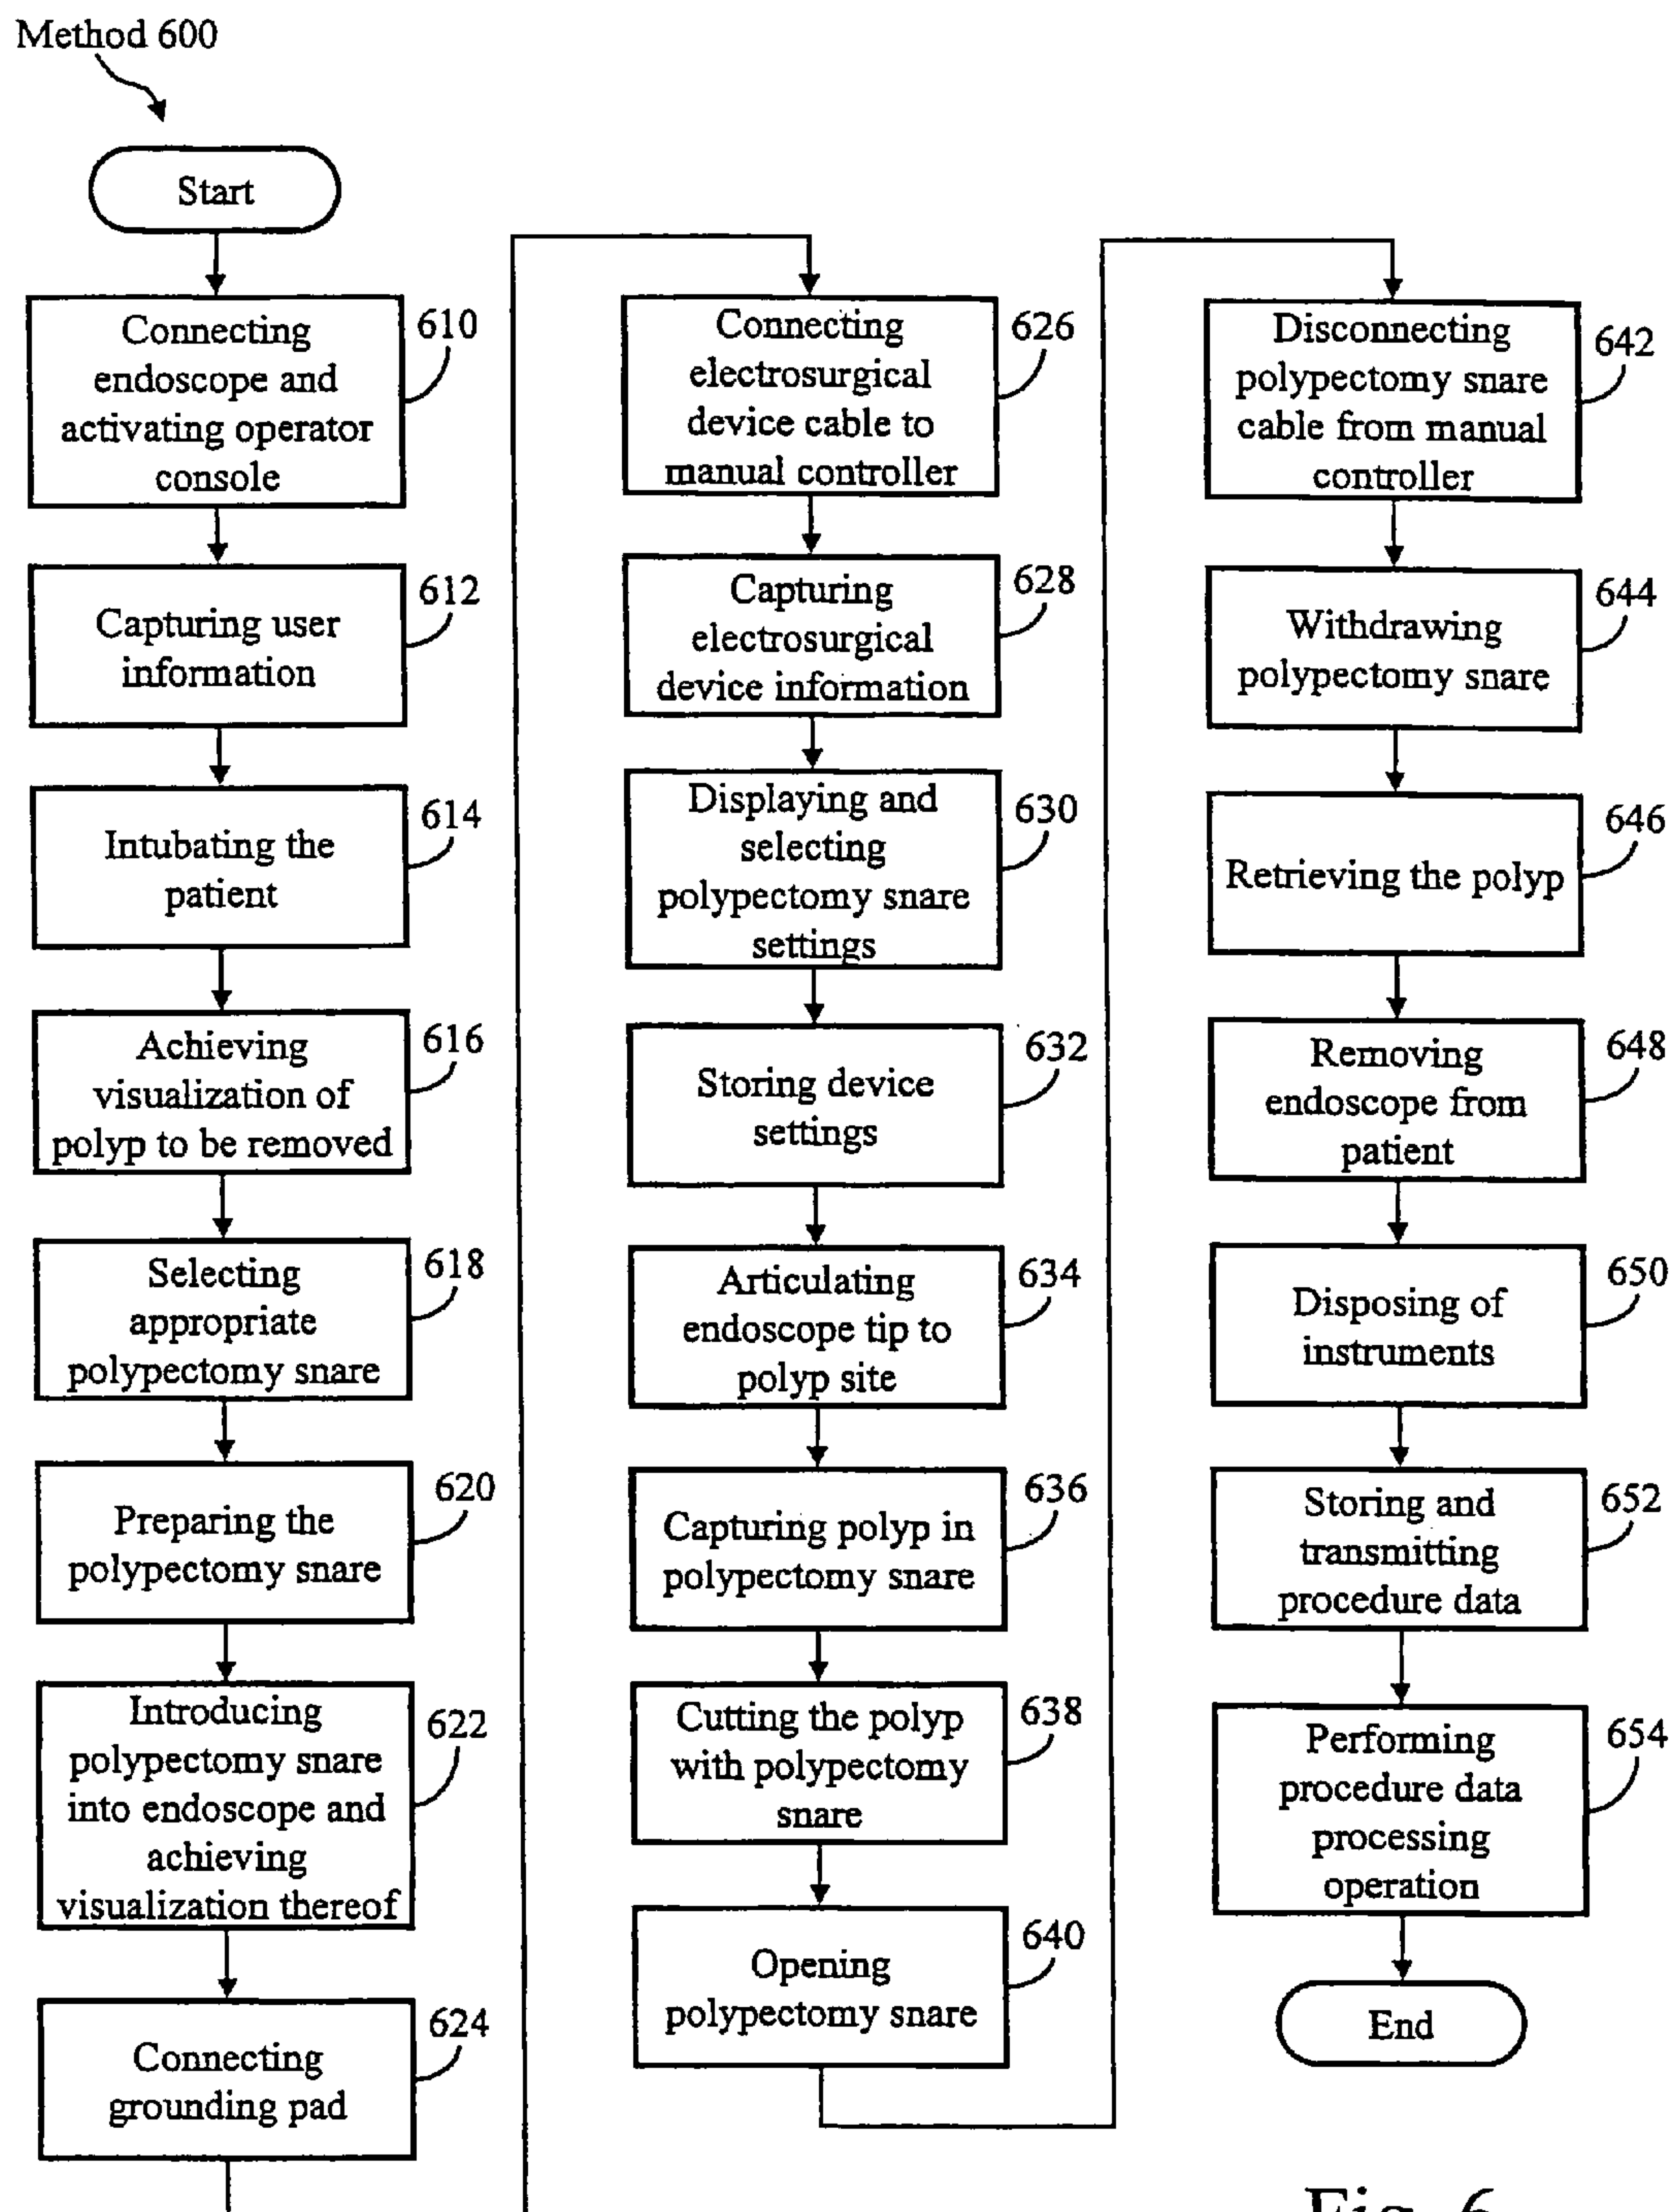 Method 600
Start
Connecting
endoscope and
activating operator
console
610
Capturing user
information
612
Intubating the
patient
614
Achieving
visualization of
polyp to be removed
616
Selecting
appropriate
polypectomy snare
618
Preparing the
polypectomy snare
620
Introducing
polypectomy snare
into endoscope and
achieving
visualization thereof
622
Connecting
grounding pad
624
Connecting
electrosurgical
device cable to
manual controller
626
Capturing
electrosurgical
device information
628
Displaying and
selecting
polypectomy snare
settings
630
Storing device
settings
632
Articulating
endoscope tip to
polyp site
634
Capturing polyp in
polypectomy snare
636
Cutting the polyp
with polypectomy
snare
638
Opening
polypectomy snare
640
Disconnecting
polypectomy snare
cable from manual
controller
642
Withdrawing
polypectomy snare
644
Retrieving the polyp
646
Removing
endoscope from
patient
648
Disposing of
instruments
650
Storing and
transmitting
procedure data
652
Performing
procedure data
processing
operation
654
End
Fig. 6